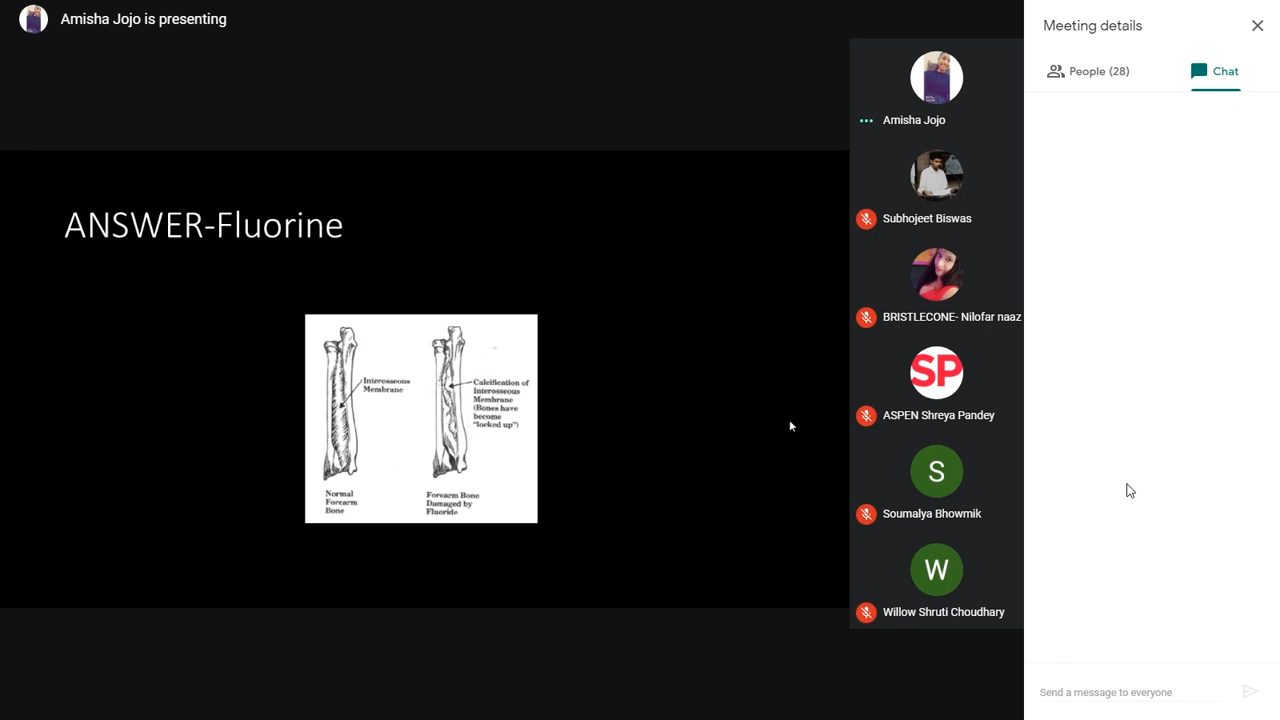 Amisha Jojo is presenting
ANSWER-Fluorine
Interosseous
Membrane
Calcification of
Interosseous
Membrane
(Bones have
become
"locked up")
Normal
Forearm
Bone
Forearm Bone
Damaged by
Fluoride
Amisha Jojo
Subhojeet Biswas
BRISTLECONE- Nilofar naaz
SP
ASPEN Shreya Pandey
S
Soumalya Bhowmik
W
Willow Shruti Choudhary
Meeting details
People (28)
Chat
Send a message to everyone